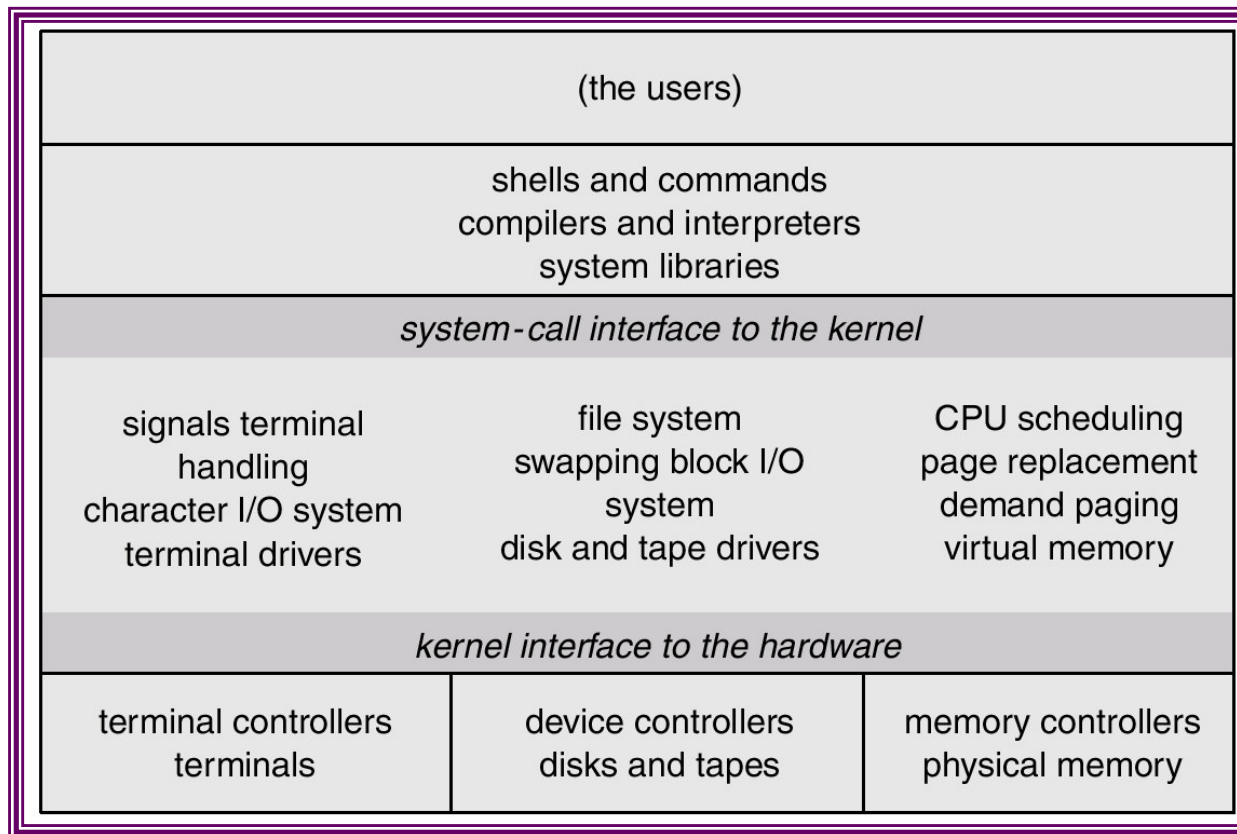 (the users)
shells and commands
compilers and interpreters
system libraries
system-call interface to the kernel
signals terminal
handling
character I/O system
terminal drivers
file system
swapping block I/O
system
disk and tape drivers
CPU scheduling
page replacement
demand paging
virtual memory
kernel interface to the hardware
terminal controllers
terminals
device controllers
disks and tapes
memory controllers
physical memory